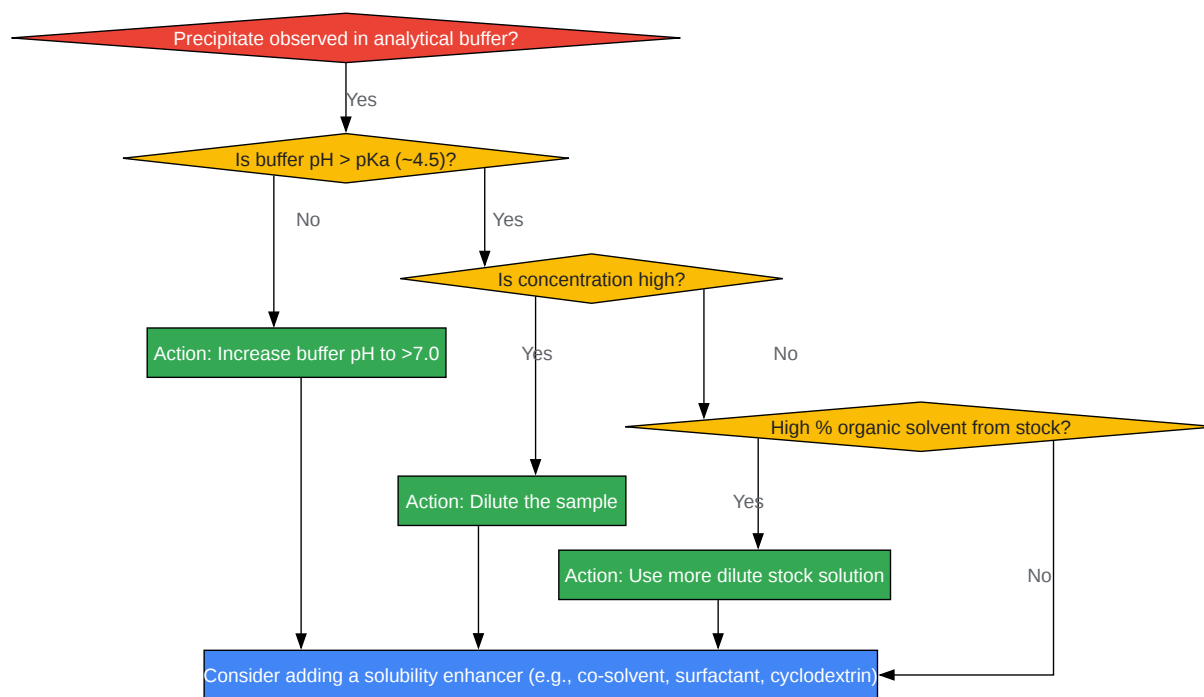 Precipitate observed in analytical buffer?
Yes
Is buffer pH > pKa (~4.5)?
No
Yes
Is concentration high?
Action: Increase buffer pH to >7.0
Yes
No
High % organic solvent from stock?
Action: Dilute the sample
Yes
Action: Use more dilute stock solution
No
Consider adding a solubility enhancer (e.g., co-solvent, surfactant, cyclodextrin)